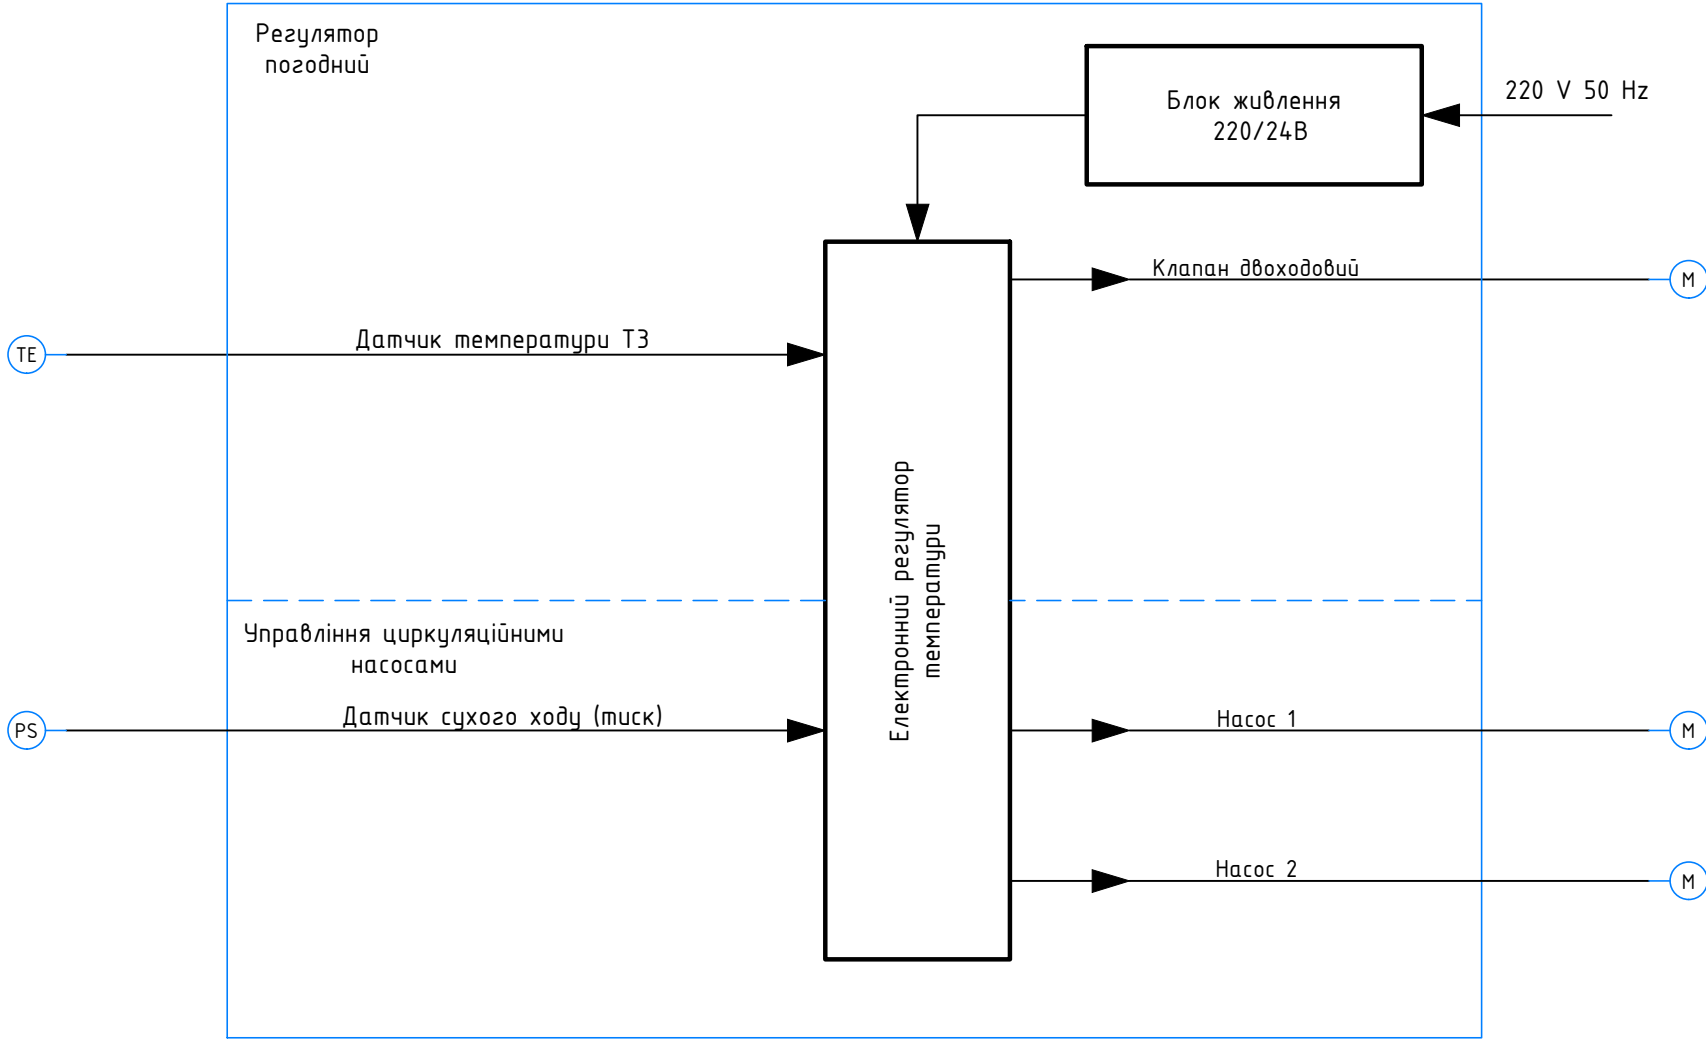 Регулятор
погодний
Блок живлення
220/24В
220 V 50 Hz
Клапан двоходовий
M
TE
Датчик температури Т3
Електронний регулятор
температури
Управління циркуляційними
насосами
PS
Датчик сухого ходу (тиск)
Насос 1
M
Насос 2
M